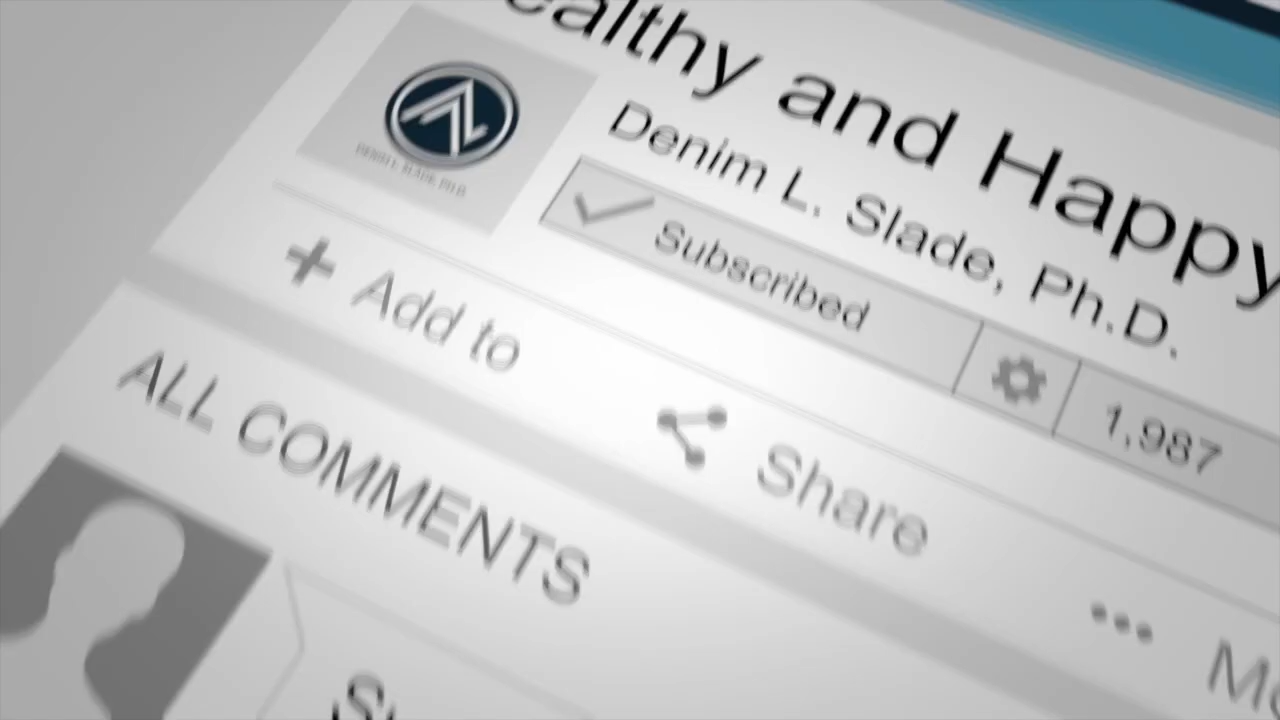 ealthy and Happy
Denim L. Slade, Ph.D.
Subscribed
1,987
Add to
Share
ALL COMMENTS